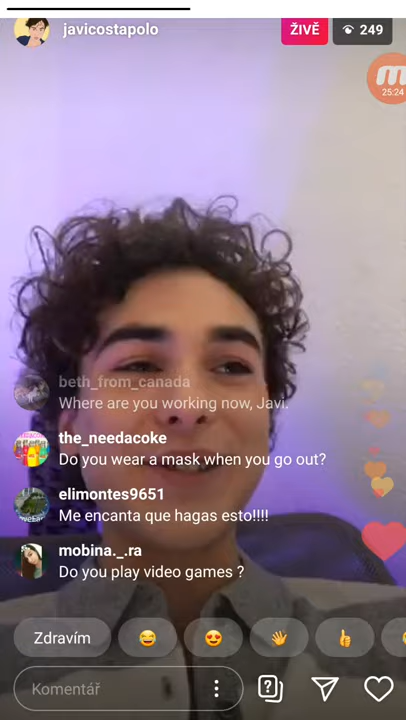 javicostapolo
ŽIVĚ
249
25:24
beth_from_canada
Where are you working now, Javi.
the_needacoke
Do you wear a mask when you go out?
elimontes9651
Me encanta que hagas esto!!!!
mobina._.ra
Do you play video games ?
Zdravím
Komentář